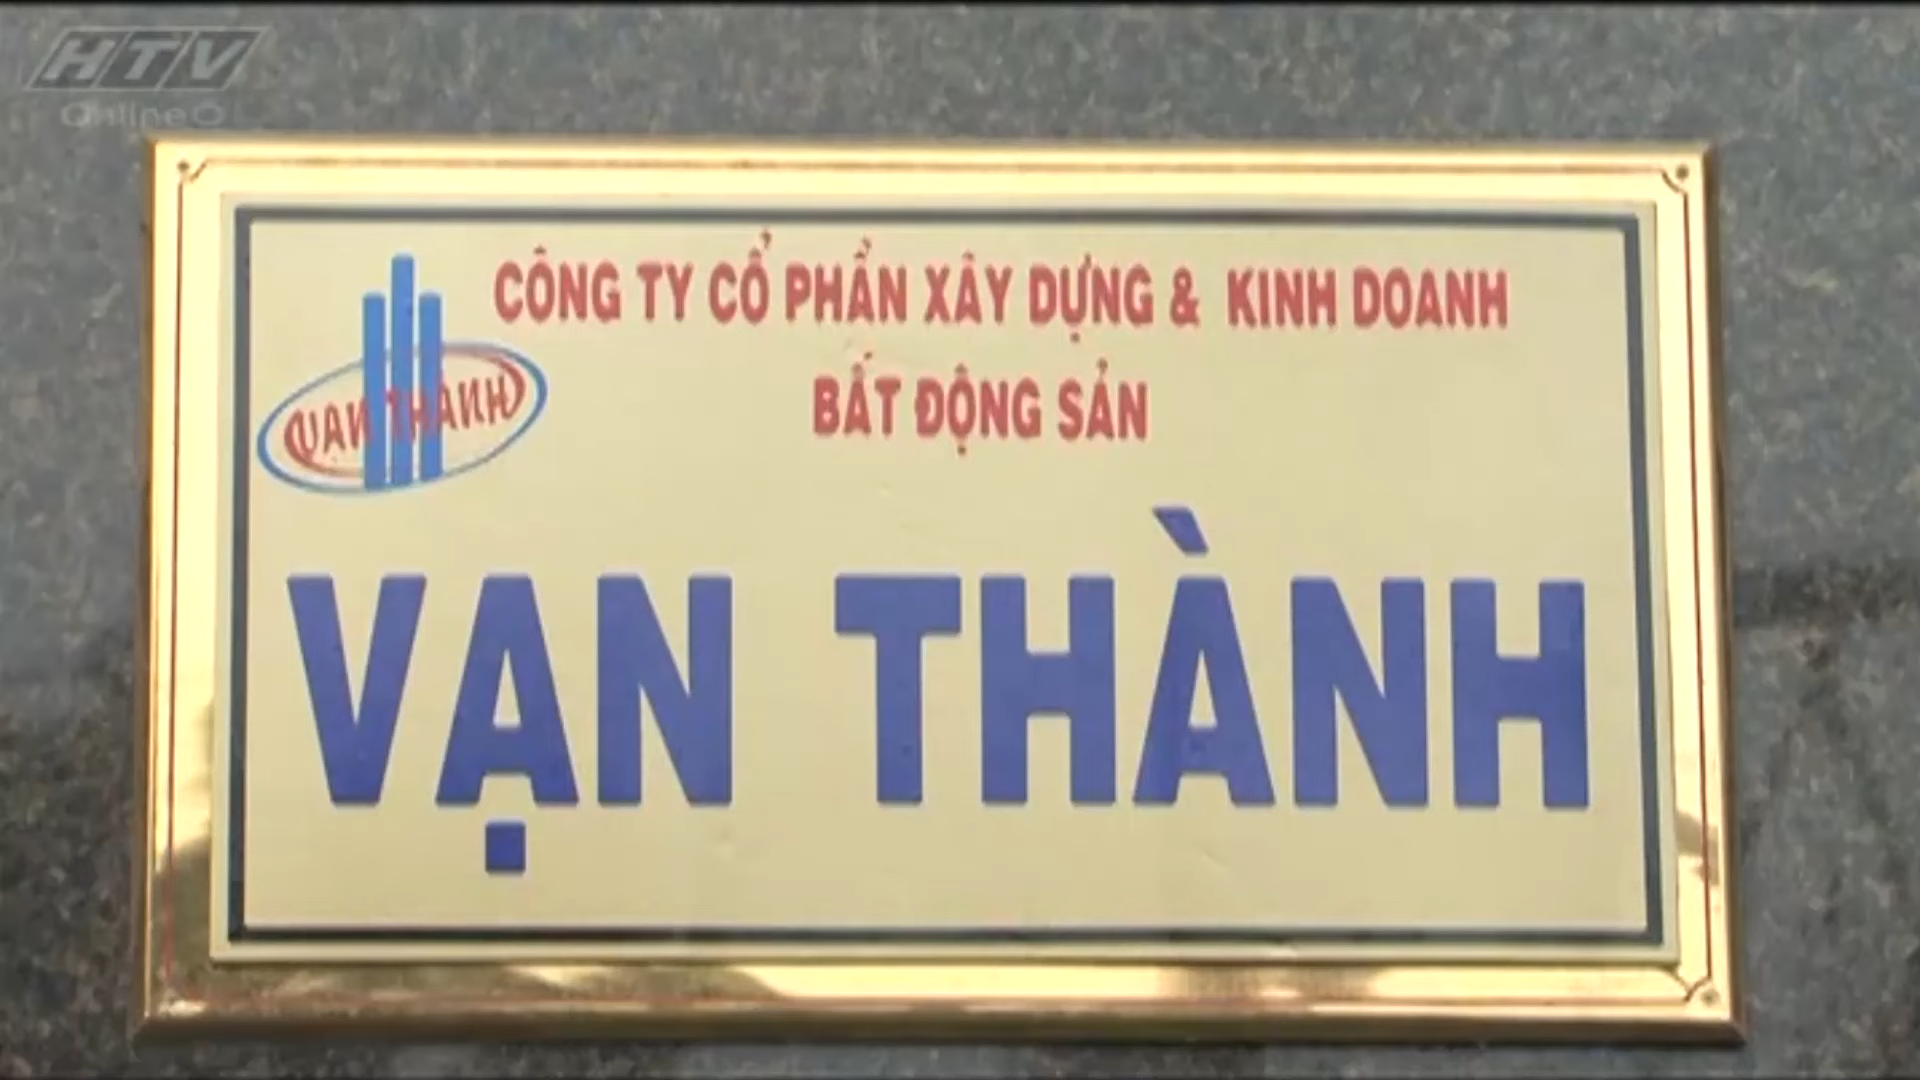 HTV
Online
CÔNG TY CỔ PHẦN XÂY DỰNG & KINH DOANH
BẤT ĐỘNG SẢN
VẠN THÀNH
VẠN THÀNH